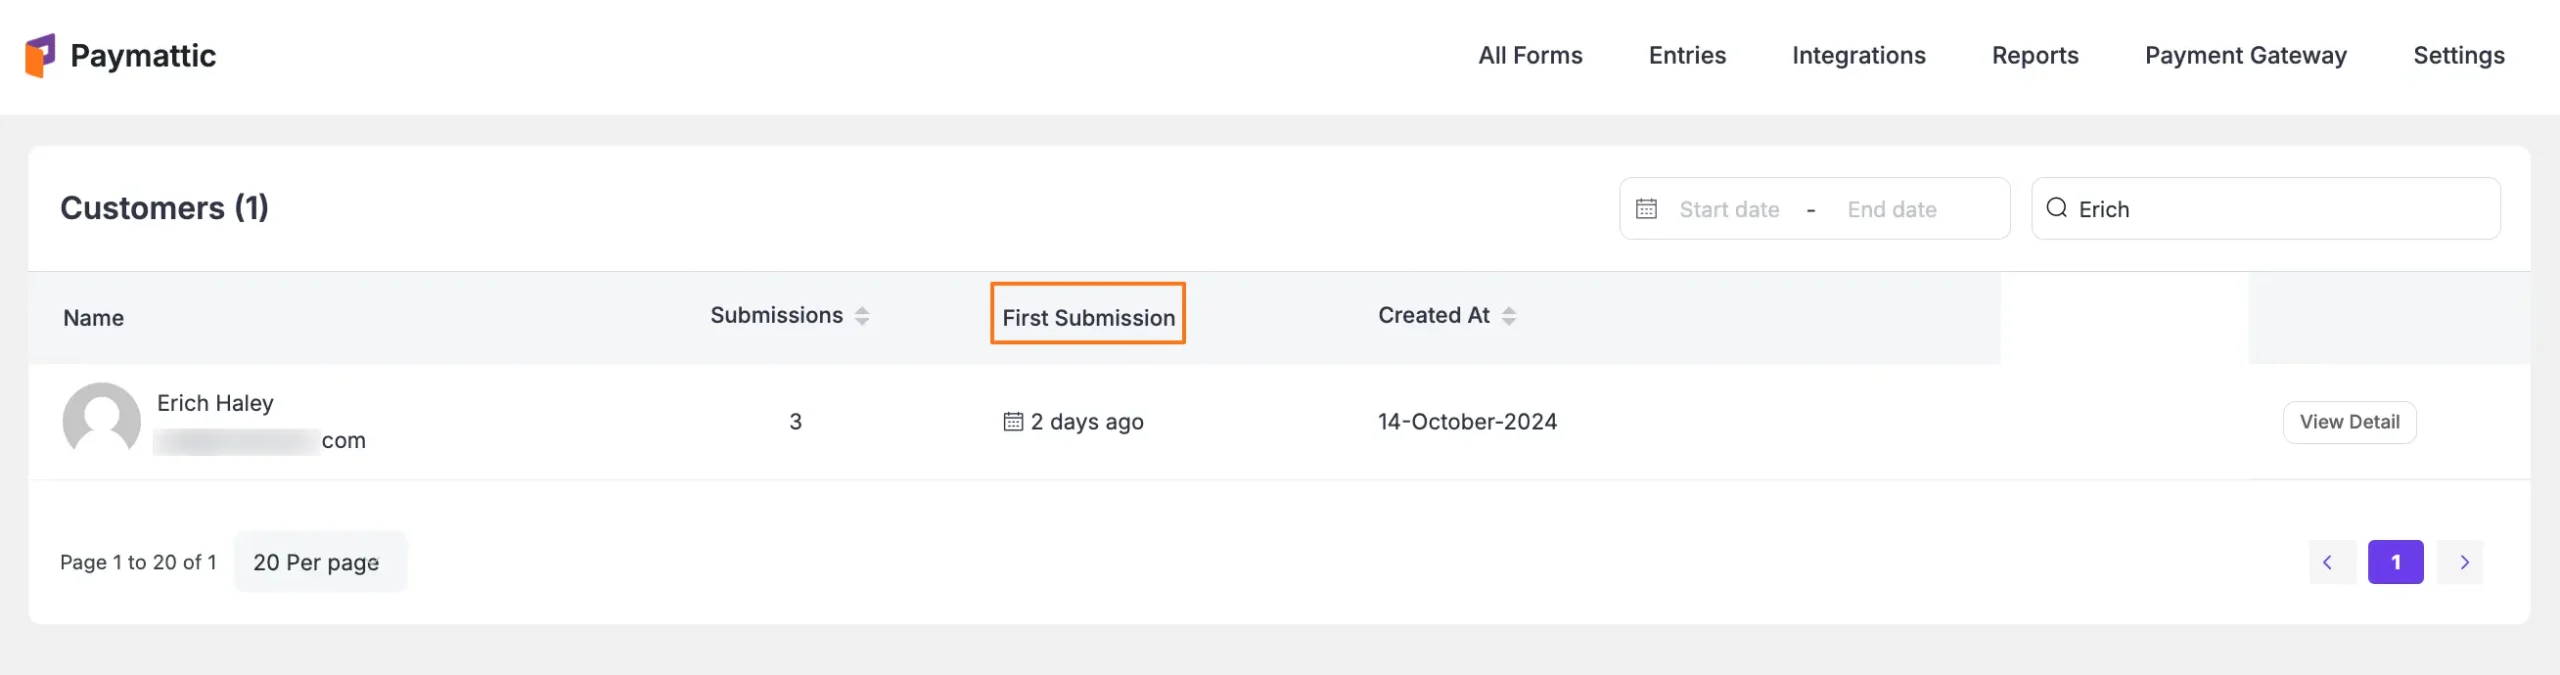 Paymattic
All Forms Entries Integrations Reports Payment Gateway Settings
Customers (1)
Start date - End date
Erich
Name Submissions First Submission Created At
Erich Haley
com
3
2 days ago
14-October-2024
View Detail
Page 1 to 20 of 1
20 Per page
1